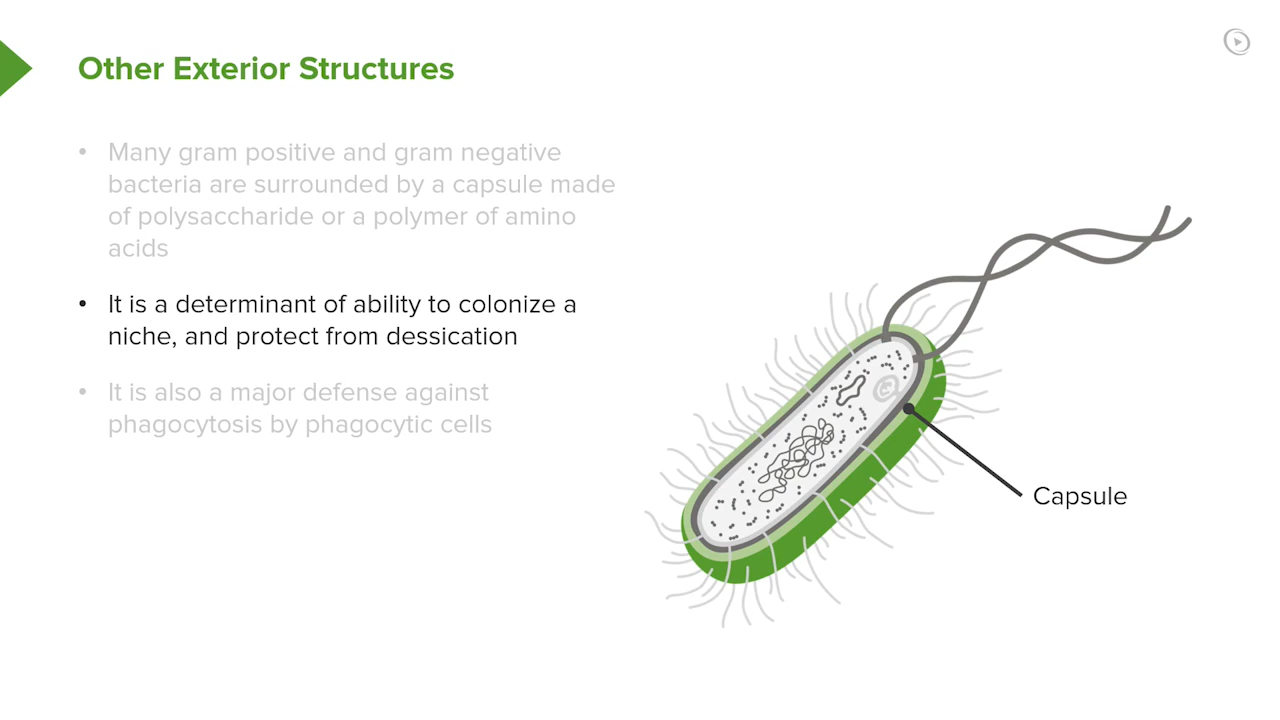 Other Exterior Structures
• Many gram positive and gram negative
bacteria are surrounded by a capsule made
of polysaccharide or a polymer of amino
acids
• It is a determinant of ability to colonize a
niche, and protect from dessication
• It is also a major defense against
phagocytosis by phagocytic cells
Capsule